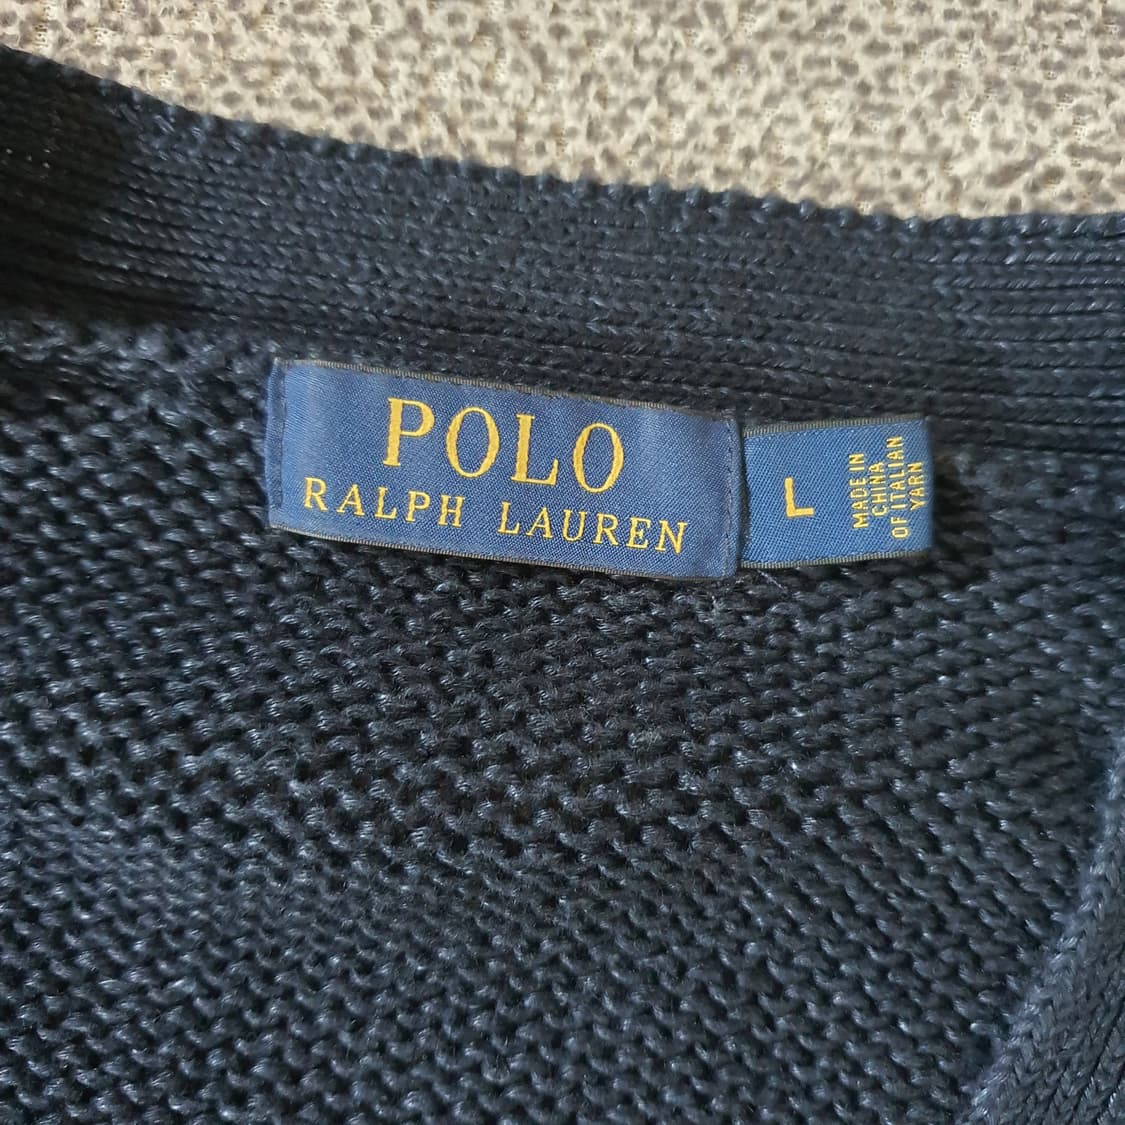 POLO
RALPH LAUREN
L
MADE IN
CHINA
OF ITALIAN
YARN